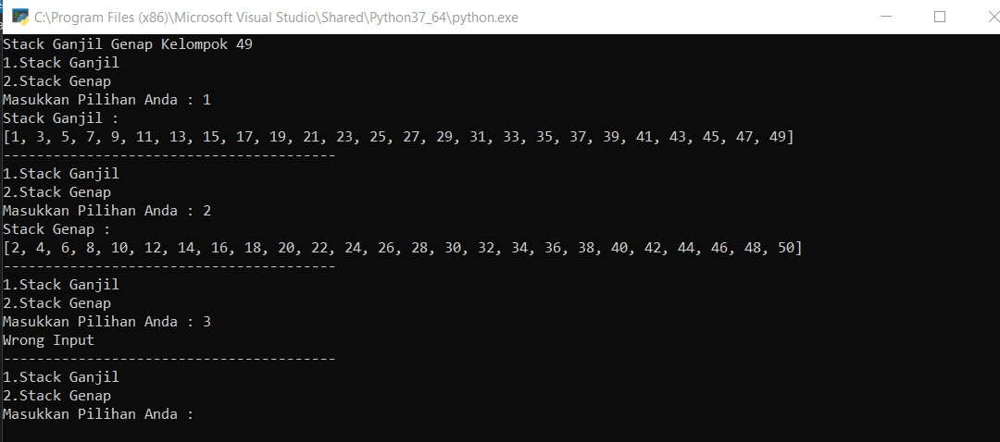 C:\Program Files (x86)\Microsoft Visual Studio\Shared\Python37_64\python.exe
Stack Ganjil Genap Kelompok 49
1.Stack Ganjil
2.Stack Genap
Masukkan Pilihan Anda : 1
Stack Ganjil :
[1, 3, 5, 7, 9, 11, 13, 15, 17, 19, 21, 23, 25, 27, 29, 31, 33, 35, 37, 39, 41, 43, 45, 47, 49]
----------------------------------------
1.Stack Ganjil
2.Stack Genap
Masukkan Pilihan Anda : 2
Stack Genap :
[2, 4, 6, 8, 10, 12, 14, 16, 18, 20, 22, 24, 26, 28, 30, 32, 34, 36, 38, 40, 42, 44, 46, 48, 50]
----------------------------------------
1.Stack Ganjil
2.Stack Genap
Masukkan Pilihan Anda : 3
Wrong Input
----------------------------------------
1.Stack Ganjil
2.Stack Genap
Masukkan Pilihan Anda :